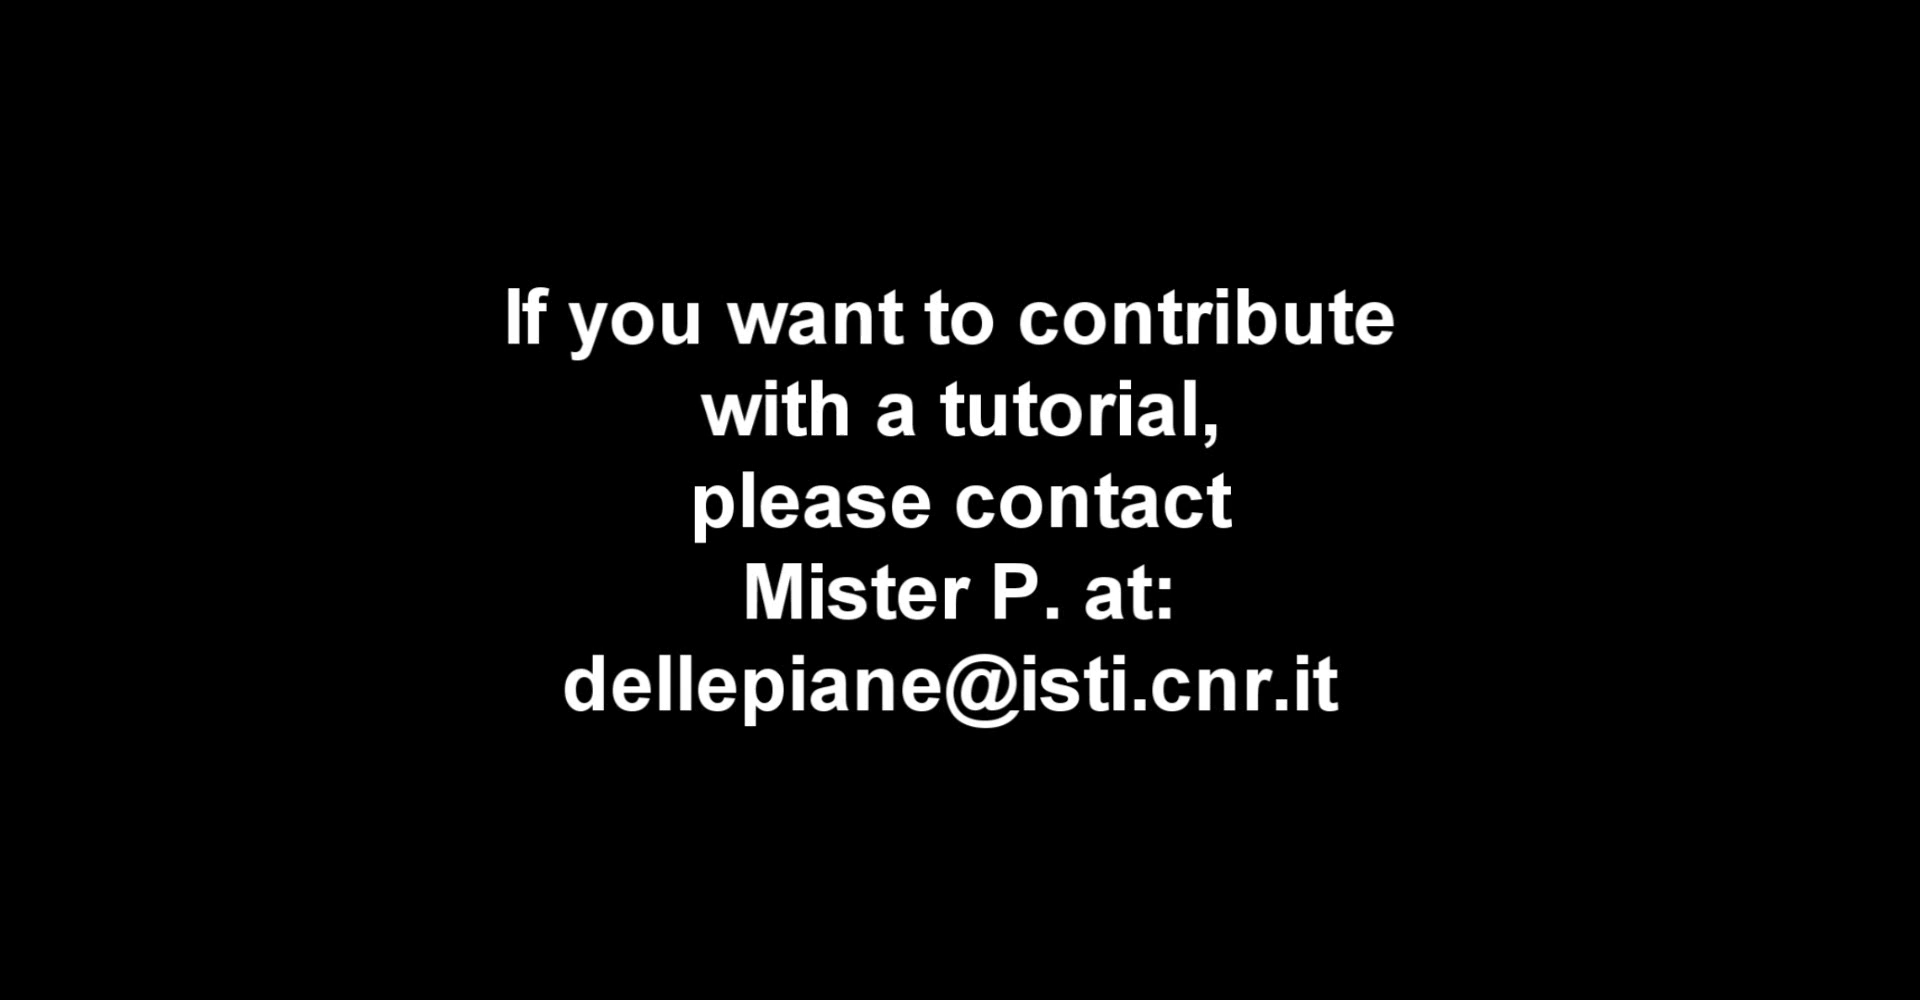 If you want to contribute
with a tutorial,
please contact
Mister P. at:
dellepiane@isti.cnr.it